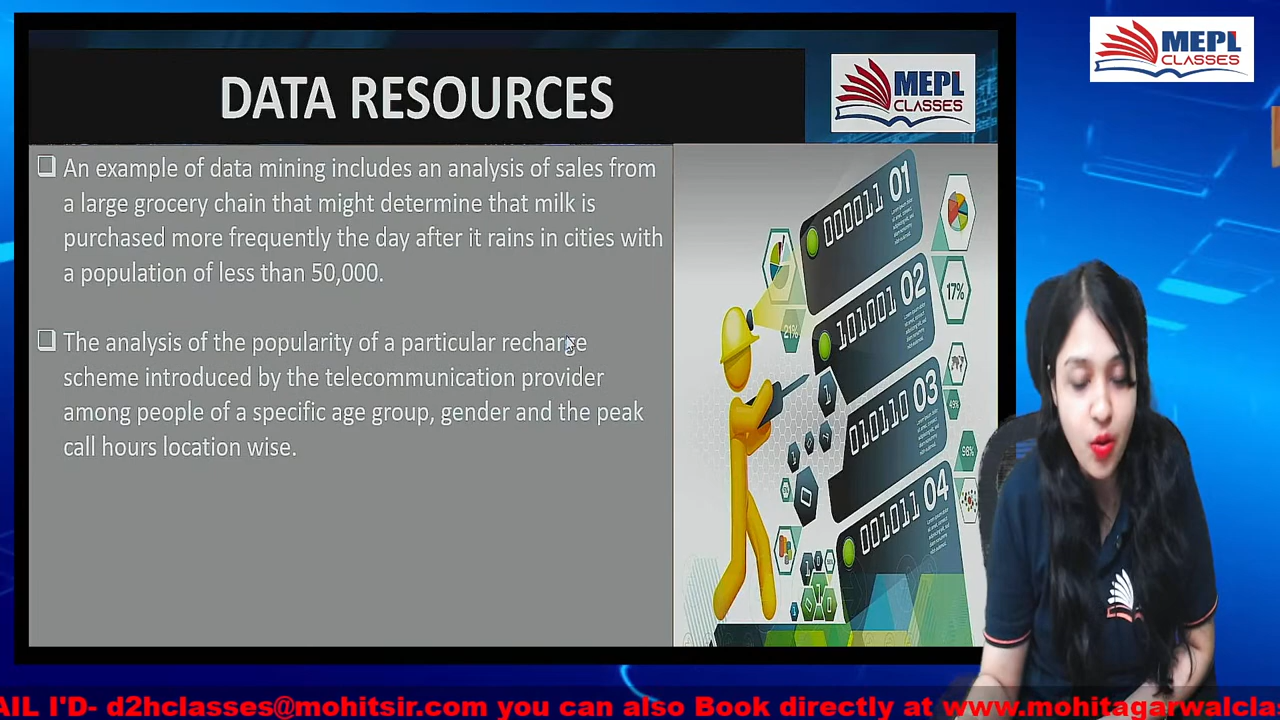 MEPL
CLASSES
DATA RESOURCES
MEPL
CLASSES
❑ An example of data mining includes an analysis of sales from
a large grocery chain that might determine that milk is
purchased more frequently the day after it rains in cities with
a population of less than 50,000.
❑ The analysis of the popularity of a particular recharge
scheme introduced by the telecommunication provider
among people of a specific age group, gender and the peak
call hours location wise.
000011 01
101001 02
17%
21%
010110 03
49%
98%
001011 04
AIL I'D- d2hclasses@mohitsir.com you can also Book directly at www.mohitagarwalclas